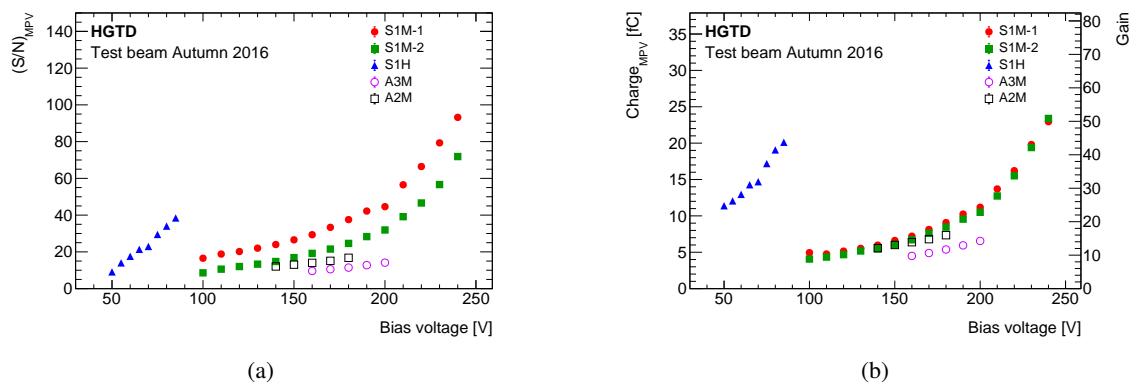 HGTD
Test beam Autumn 2016
S1M-1
S1M-2
S1H
A3M
A2M
(S/N)MPV
140
120
100
80
60
40
20
0
50 100 150 200 250
Bias voltage [V]
(a)
HGTD
Test beam Autumn 2016
S1M-1
S1M-2
S1H
A3M
A2M
ChargeMPV [fC]
35
30
25
20
15
10
5
0
Gain
80
70
60
50
40
30
20
10
0
50 100 150 200 250
Bias voltage [V]
(b)